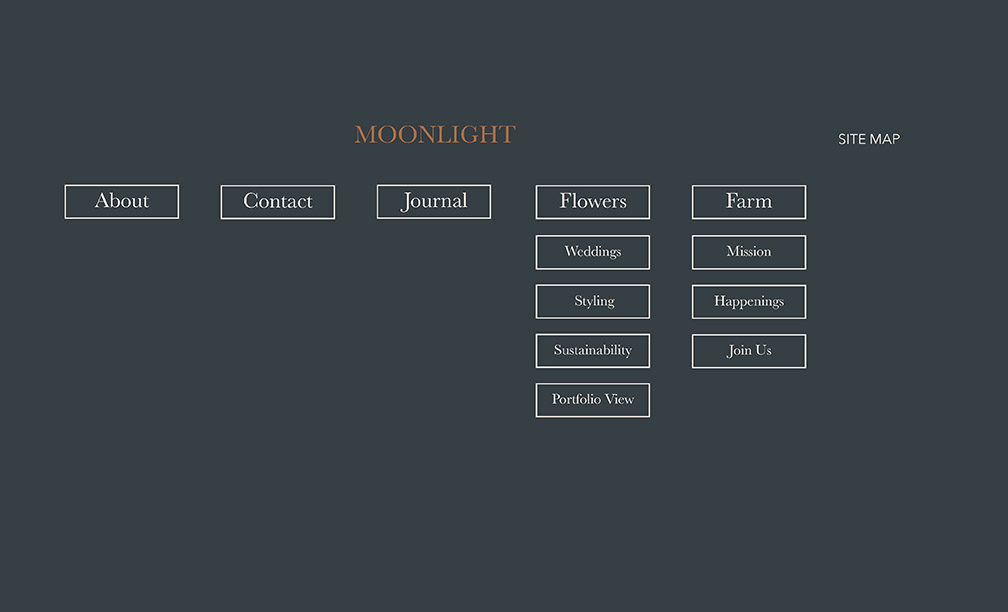 MOONLIGHT
SITE MAP
About
Contact
Journal
Flowers
Farm
Weddings
Mission
Styling
Happenings
Sustainability
Join Us
Portfolio View